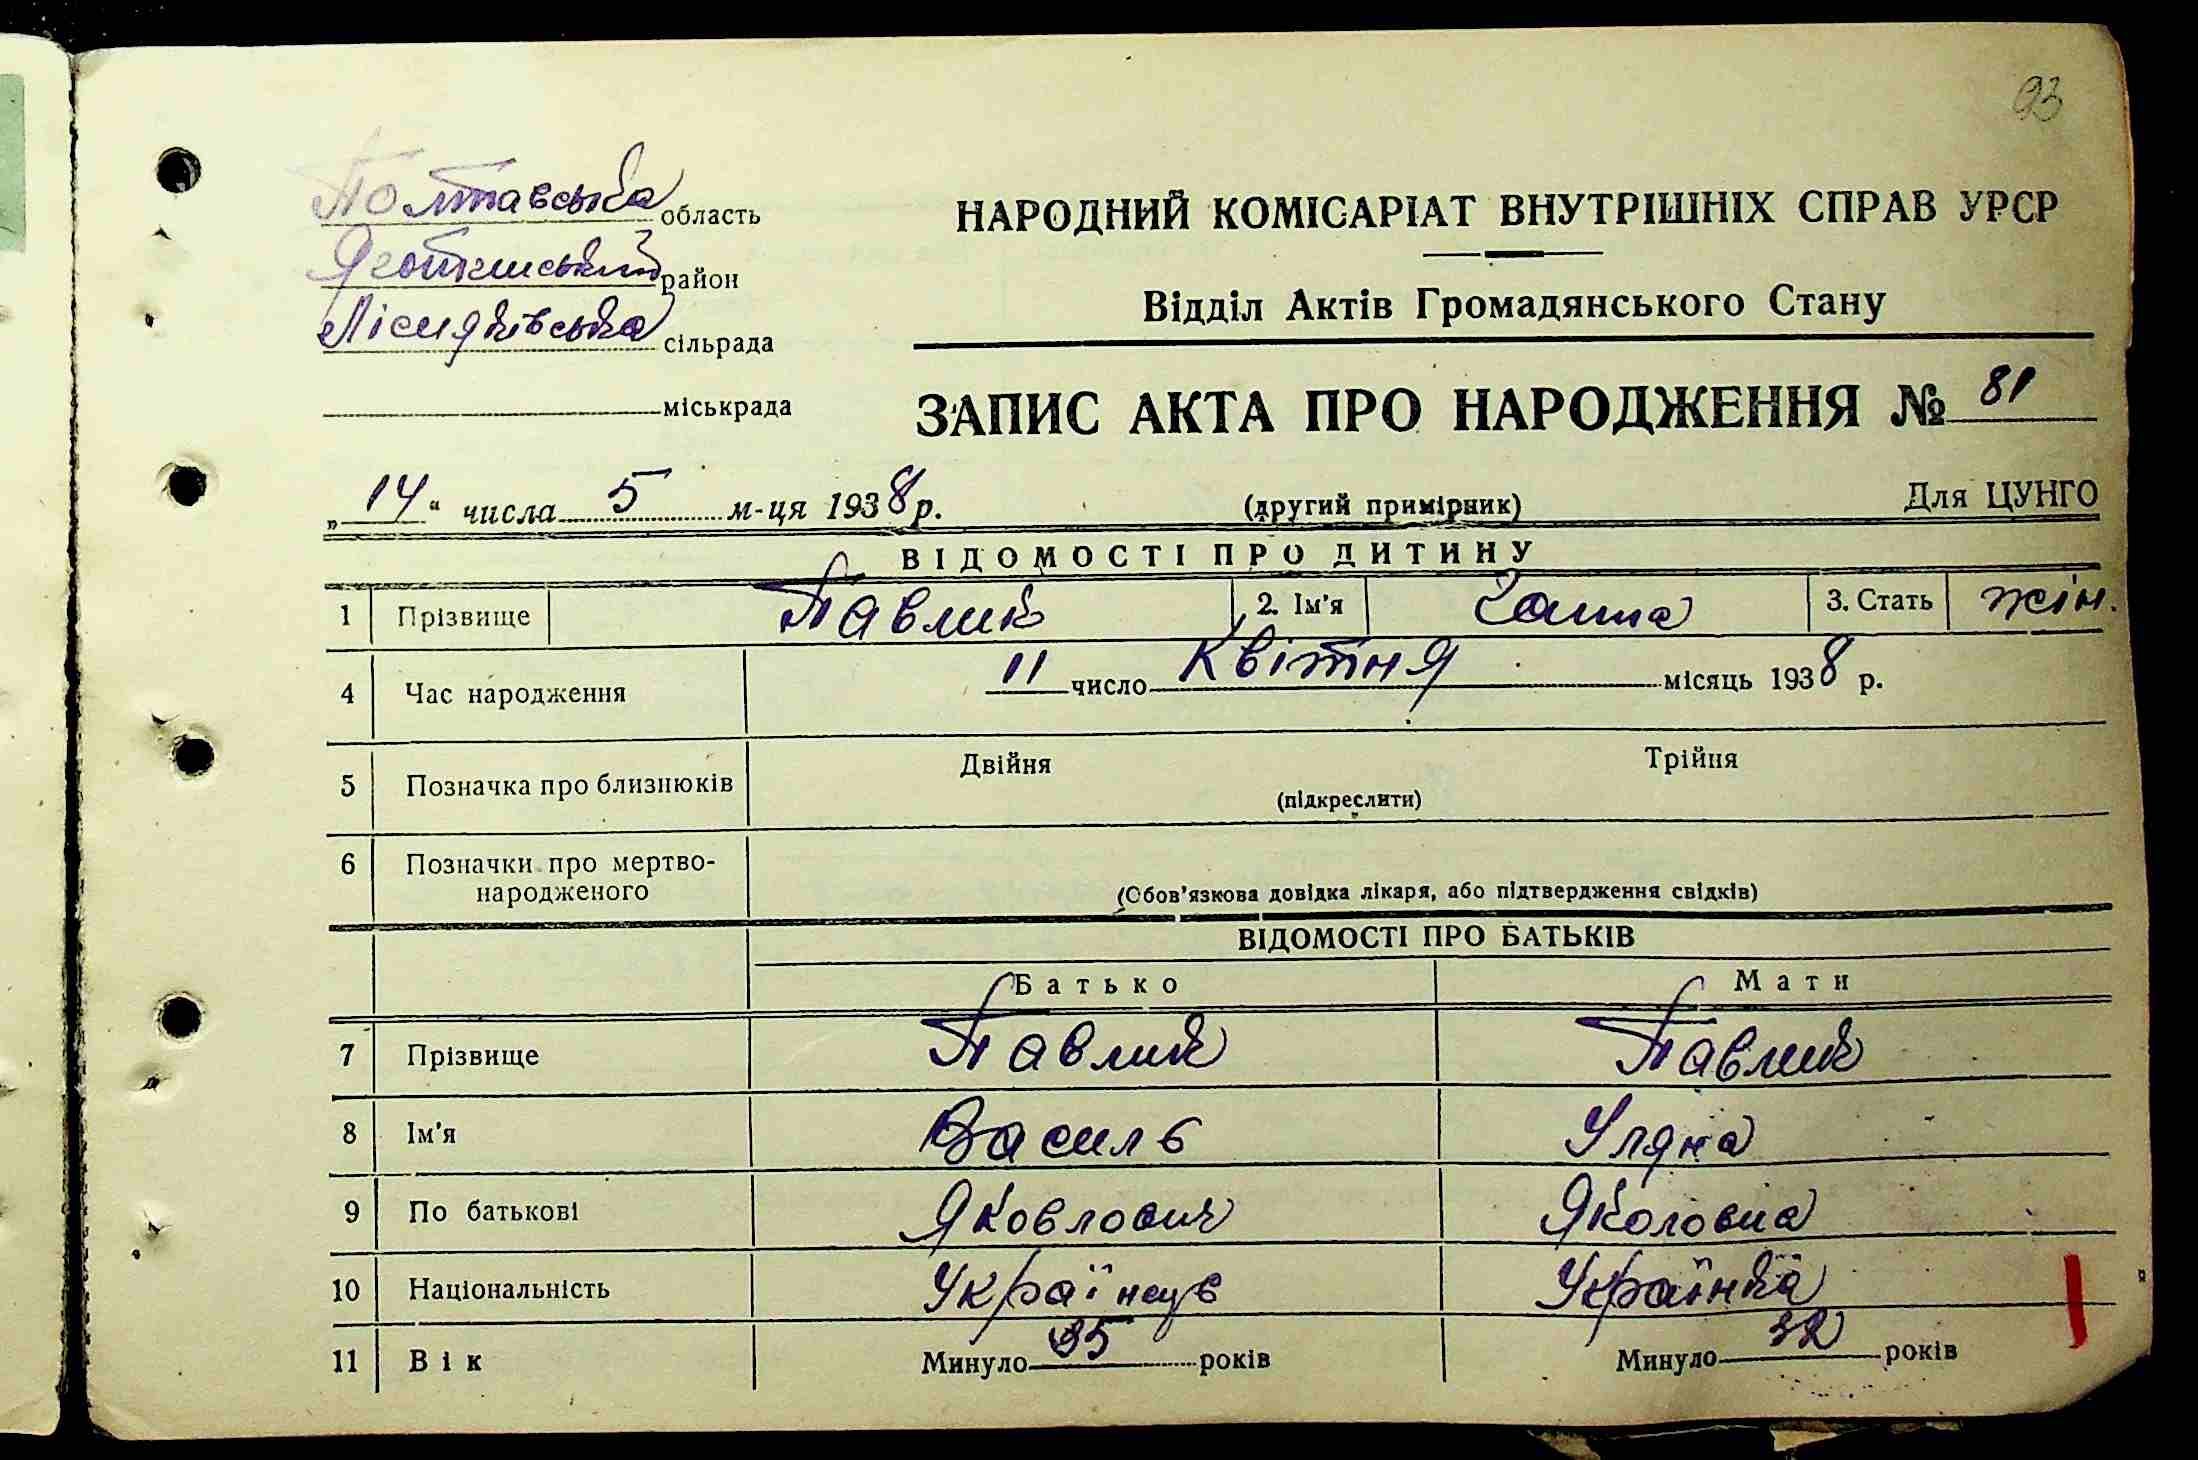 93
Полтавська область
Яготинський район
Лісняківська сільрада
міськрада
НАРОДНИЙ КОМІСАРІАТ ВНУТРІШНІХ СПРАВ УРСР
Відділ Актів Громадянського Стану
ЗАПИС АКТА ПРО НАРОДЖЕННЯ № 81
„14" числа 5 м-ця 1938 р. (другий примірник) Для ЦУНГО
ВІДОМОСТІ ПРО ДИТИНУ
1 Прізвище Павлик 2. Ім'я Ганна 3. Стать жін.
4 Час народження 11 число Квітня місяць 1938 р.
5 Позначка про близнюків Двійня Трійня
(підкреслити)
6 Позначки про мертво-
народженого (Обов'язкова довідка лікаря, або підтвердження свідків)
ВІДОМОСТІ ПРО БАТЬКІВ
Батько Мати
7 Прізвище Павлик Павлик
8 Ім'я Василь Уляна
9 По батькові Яковлович Яколовна
10 Національність Українець Українка
11 Вік Минуло 35 років Минуло 32 років